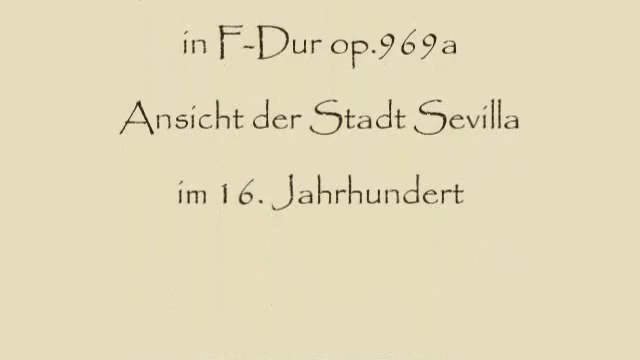 in F-Dur op.969a
Ansicht der Stadt Sevilla
im 16. Jahrhundert